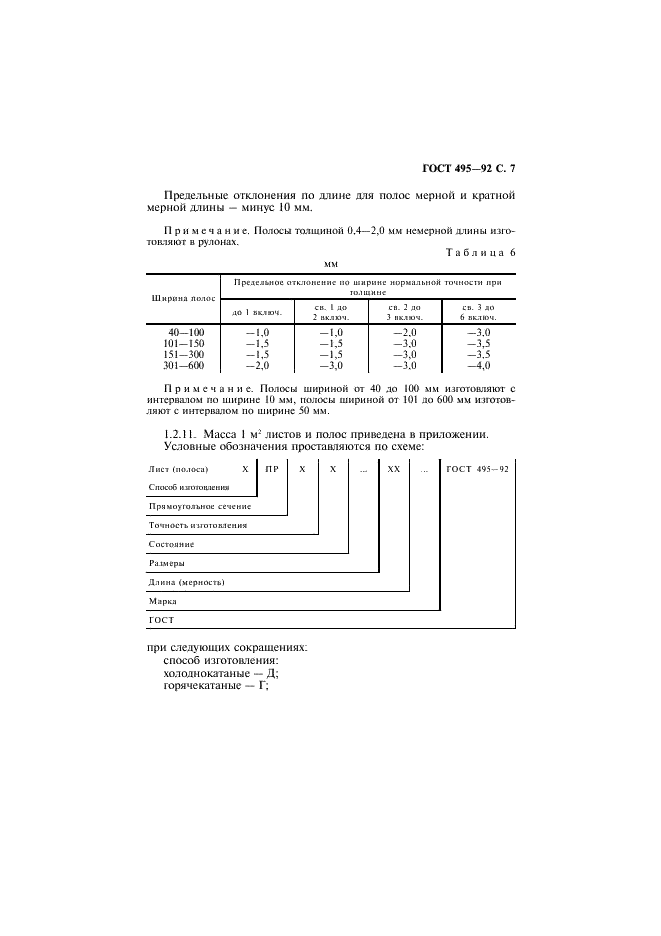 ГОСТ 495—92 С. 7
Предельные отклонения по длине для полос мерной и кратной
мерной длины — минус 10 мм.
Примечание. Полосы толщиной 0,4—2,0 мм немерной длины изго-
товляют в рулонах.
Таблица 6
мм
Ширина полос
Предельное отклонение по ширине нормальной точности при
толщине
до 1 включ.
св. 1 до
2 включ.
св. 2 до
3 включ.
св. 3 до
6 включ.
40—100 —1,0 —1,0 —2,0 —3,0
101—150 —1,5 —1,5 —3,0 —3,5
151—300 —1,5 —1,5 —3,0 —3,5
301—600 —2,0 —3,0 —3,0 —4,0
Примечание. Полосы шириной от 40 до 100 мм изготовляют с
интервалом по ширине 10 мм, полосы шириной от 101 до 600 мм изготов-
ляют с интервалом по ширине 50 мм.
1.2.11. Масса 1 м² листов и полос приведена в приложении.
Условные обозначения проставляются по схеме:
Лист (полоса) Х ПР Х Х ... ХХ ... ГОСТ 495—92
Способ изготовления
Прямоугольное сечение
Точность изготовления
Состояние
Размеры
Длина (мерность)
Марка
ГОСТ
при следующих сокращениях:
способ изготовления:
холоднокатаные — Д;
горячекатаные — Г;